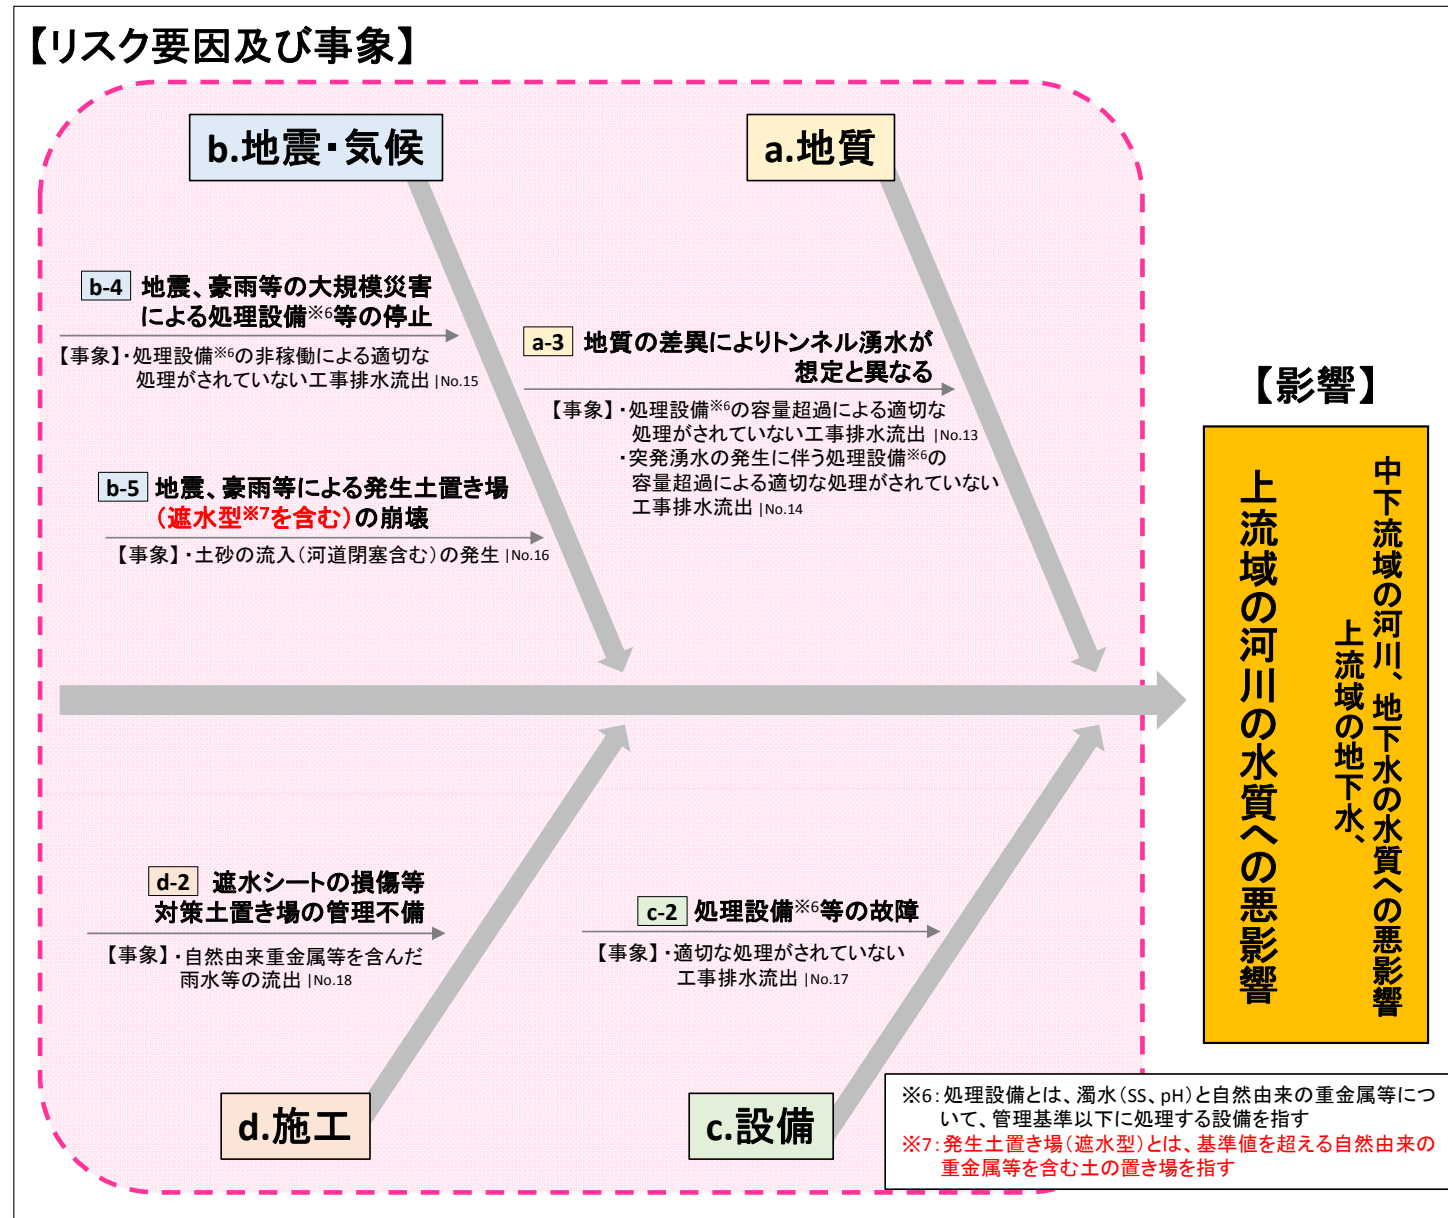 【リスク要因及び事象】
b.地震・気候
a.地質
b-4 地震、豪雨等の大規模災害
による処理設備※6等の停止
【事象】・処理設備※6の非稼働による適切な
処理がされていない工事排水流出 |No.15
a-3 地質の差異によりトンネル湧水が
想定と異なる
【事象】・処理設備※6の容量超過による適切な
処理がされていない工事排水流出 |No.13
・突発湧水の発生に伴う処理設備※6の
容量超過による適切な処理がされていない
工事排水流出 |No.14
b-5 地震、豪雨等による発生土置き場
(遮水型※7を含む)の崩壊
【事象】・土砂の流入(河道閉塞含む)の発生 |No.16
d-2 遮水シートの損傷等
対策土置き場の管理不備
【事象】・自然由来重金属等を含んだ
雨水等の流出 |No.18
c-2 処理設備※6等の故障
【事象】・適切な処理がされていない
工事排水流出 |No.17
d.施工
c.設備
【影響】
上流域の河川の水質への悪影響
上流域の地下水、
中下流域の河川、地下水の水質への悪影響
※6:処理設備とは、濁水(SS、pH)と自然由来の重金属等につ
いて、管理基準以下に処理する設備を指す
※7:発生土置き場(遮水型)とは、基準値を超える自然由来の
重金属等を含む土の置き場を指す